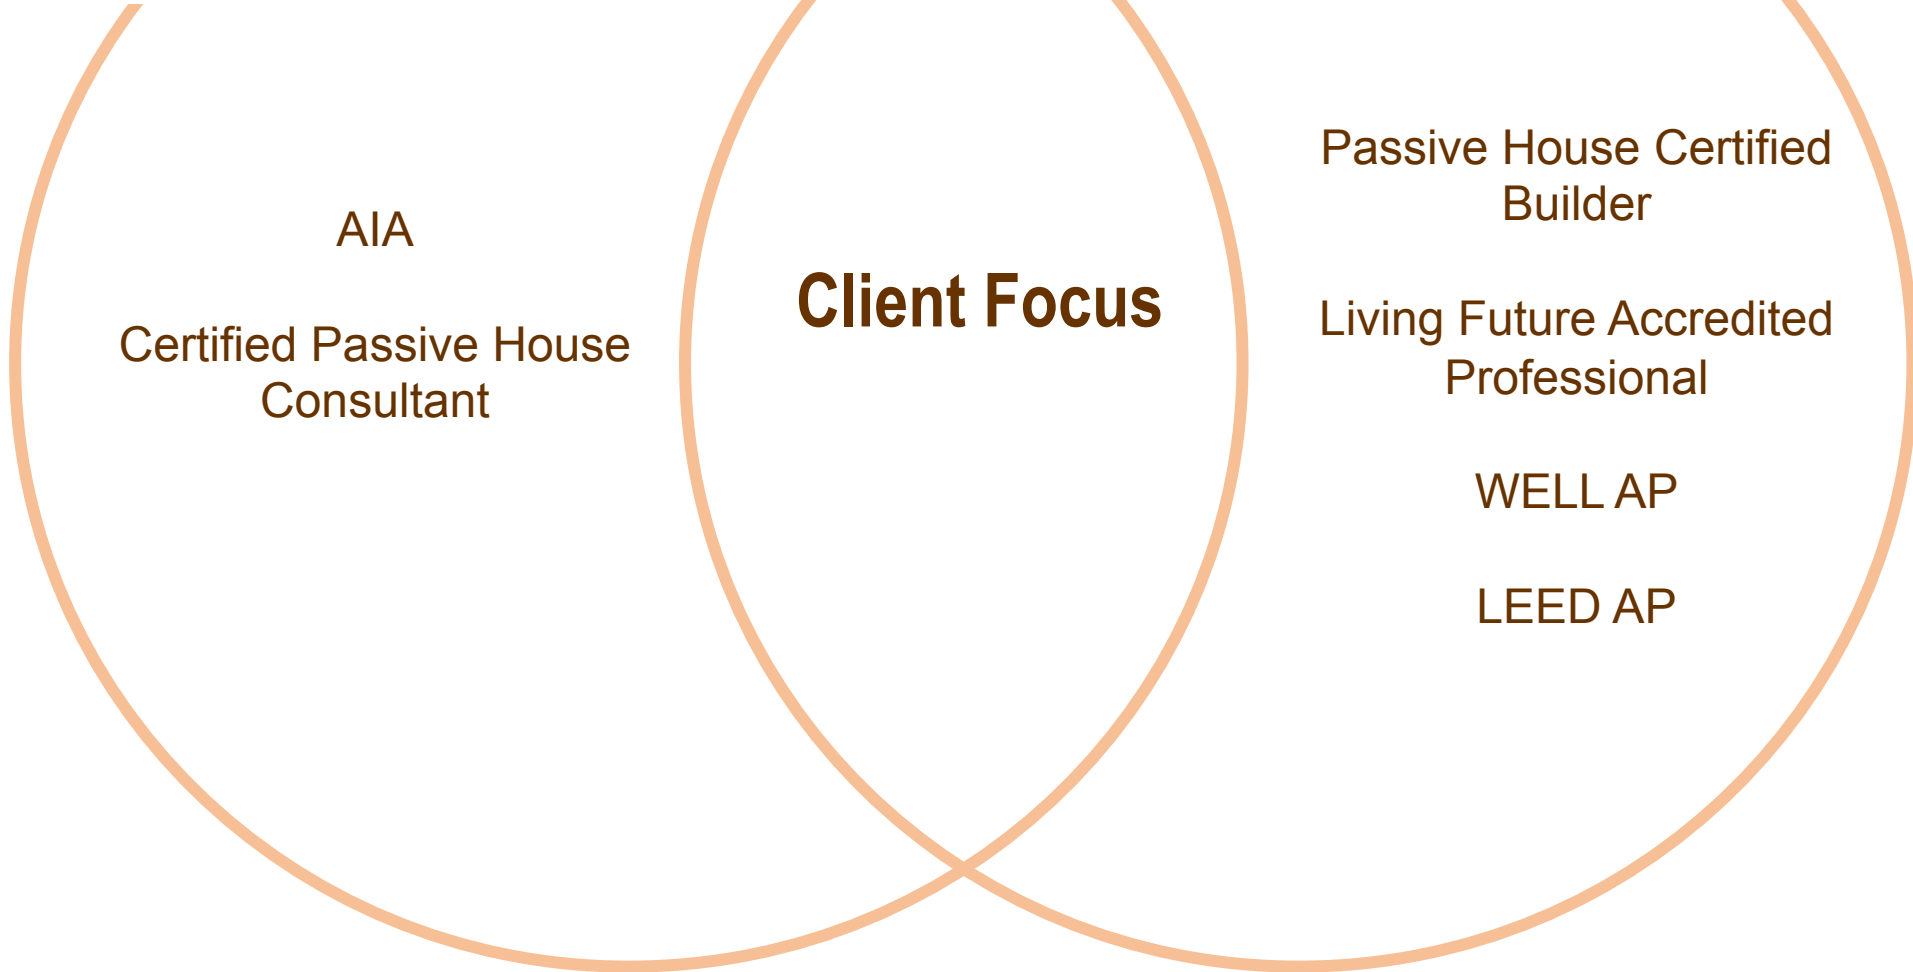 AIA
Certified Passive House
Consultant
Client Focus
Passive House Certified
Builder
Living Future Accredited
Professional
WELL AP
LEED AP